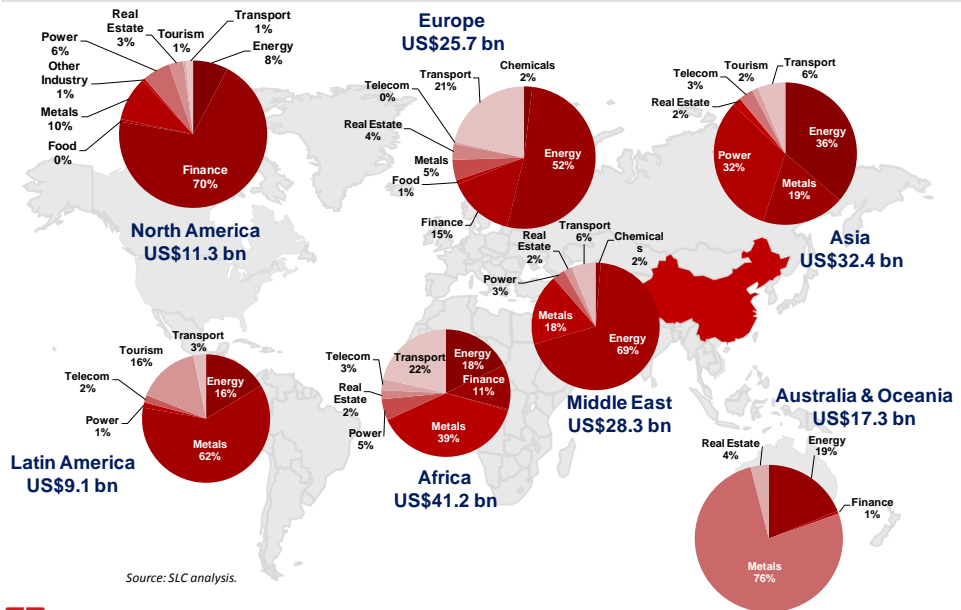 Real
Estate
3%
Tourism
1%
Transport
1%
Power
6%
Energy
8%
Other
Industry
1%
Metals
10%
Food
0%
Finance
70%
North America
US$11.3 bn
Europe
US$25.7 bn
Chemicals
2%
Transport
21%
Telecom
0%
Real Estate
4%
Metals
5%
Food
1%
Finance
15%
Energy
52%
Tourism
2%
Transport
6%
Telecom
3%
Real Estate
2%
Power
32%
Energy
36%
Metals
19%
Asia
US$32.4 bn
Transport
6%
Real
Estate
2%
Chemical
s
2%
Power
3%
Metals
18%
Energy
69%
Middle East
US$28.3 bn
Transport
3%
Tourism
16%
Telecom
2%
Power
1%
Energy
16%
Metals
62%
Latin America
US$9.1 bn
Transport
22%
Telecom
3%
Real
Estate
2%
Power
5%
Energy
18%
Finance
11%
Metals
39%
Africa
US$41.2 bn
Australia & Oceania
US$17.3 bn
Real Estate
4%
Energy
19%
Finance
1%
Metals
76%
Source: SLC analysis.